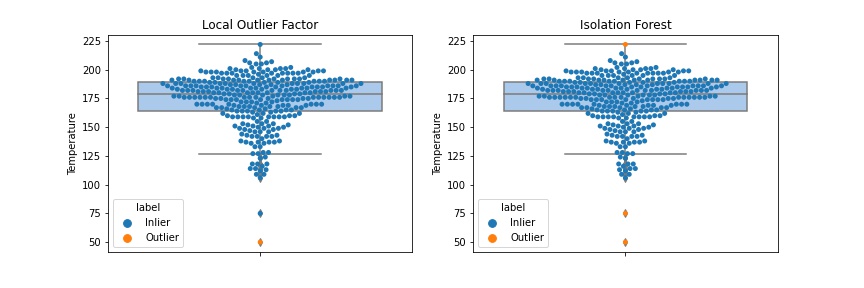 Local Outlier Factor
Temperature
225
200
175
150
125
100
75
50
label
Inlier
Outlier
Isolation Forest
Temperature
225
200
175
150
125
100
75
50
label
Inlier
Outlier